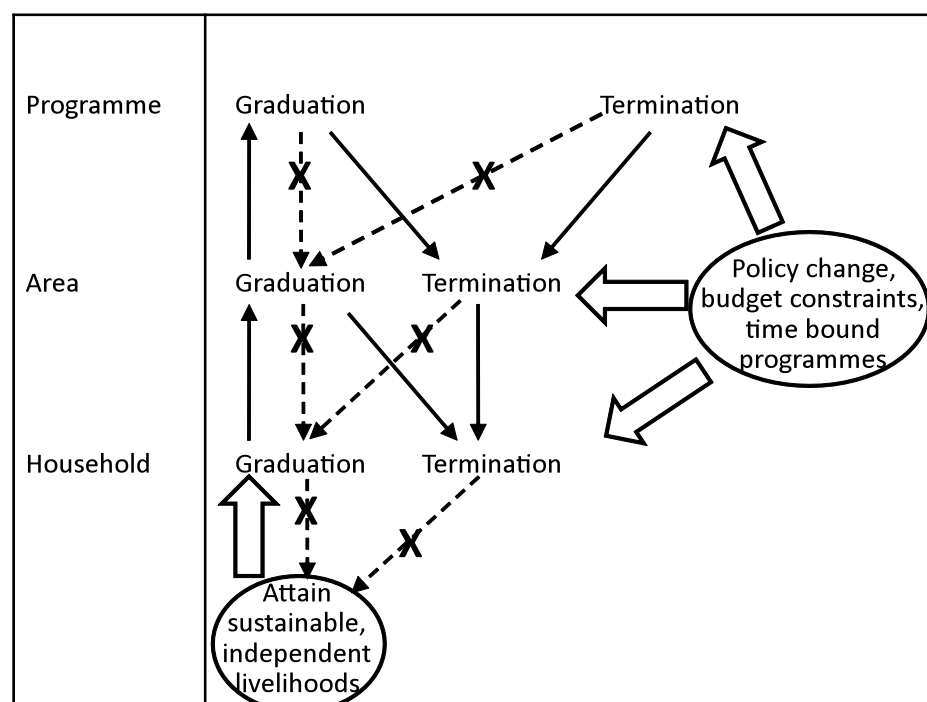 Programme
Graduation
Termination
X
X
Area
Graduation
Termination
Policy change,
budget constraints,
time bound
programmes
X
X
Household
Graduation
Termination
X
X
Attain
sustainable,
independent
livelihoods